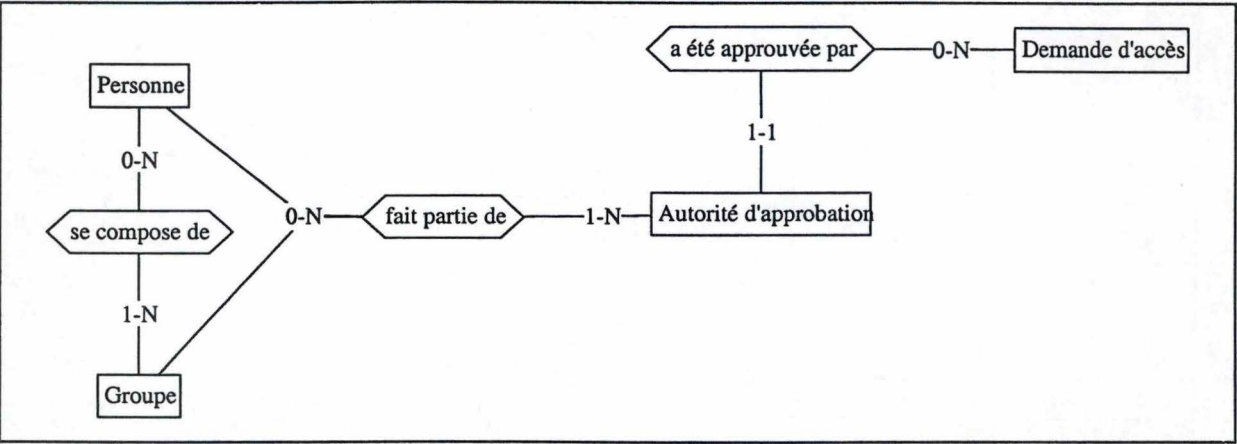 a été approuvée par
0-N
Demande d'accès
Personne
1-1
0-N
se compose de
0-N
fait partie de
1-N
Autorité d'approbation
1-N
Groupe